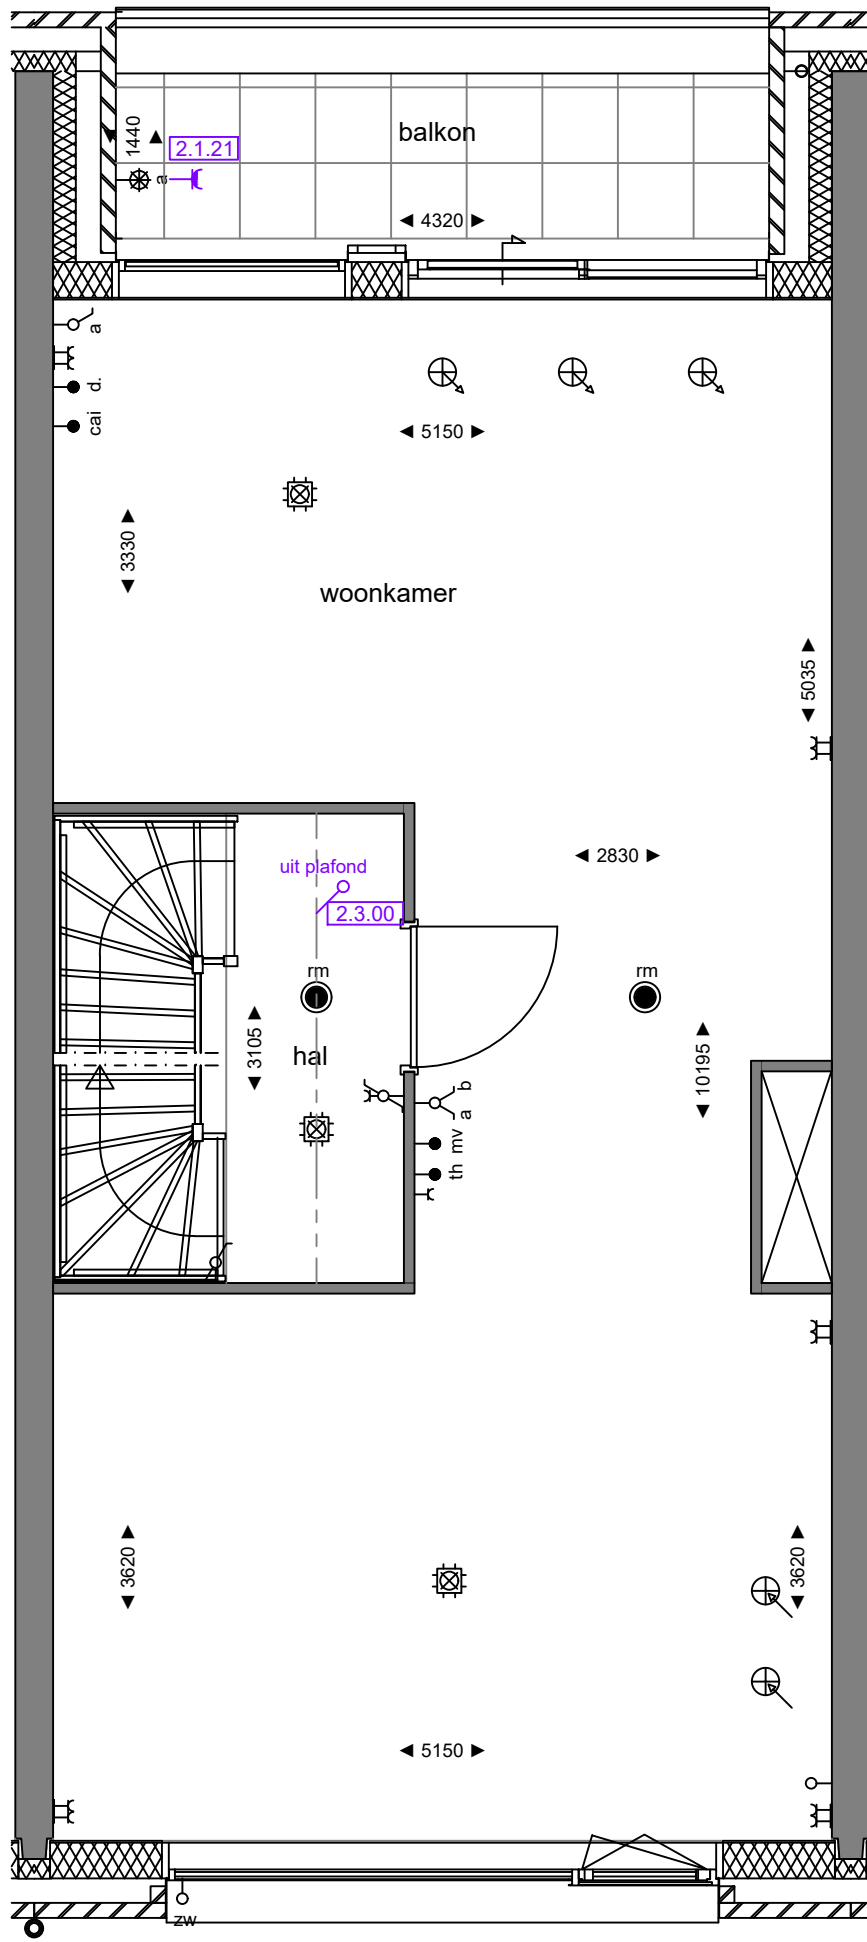 1440
2.1.21
balkon
a
4320
a
d.
cai
5150
3330
woonkamer
5035
2830
uit plafond
2.3.00
rm
rm
3105
hal
10195
b
a
mv
th
3620
3620
5150
zw